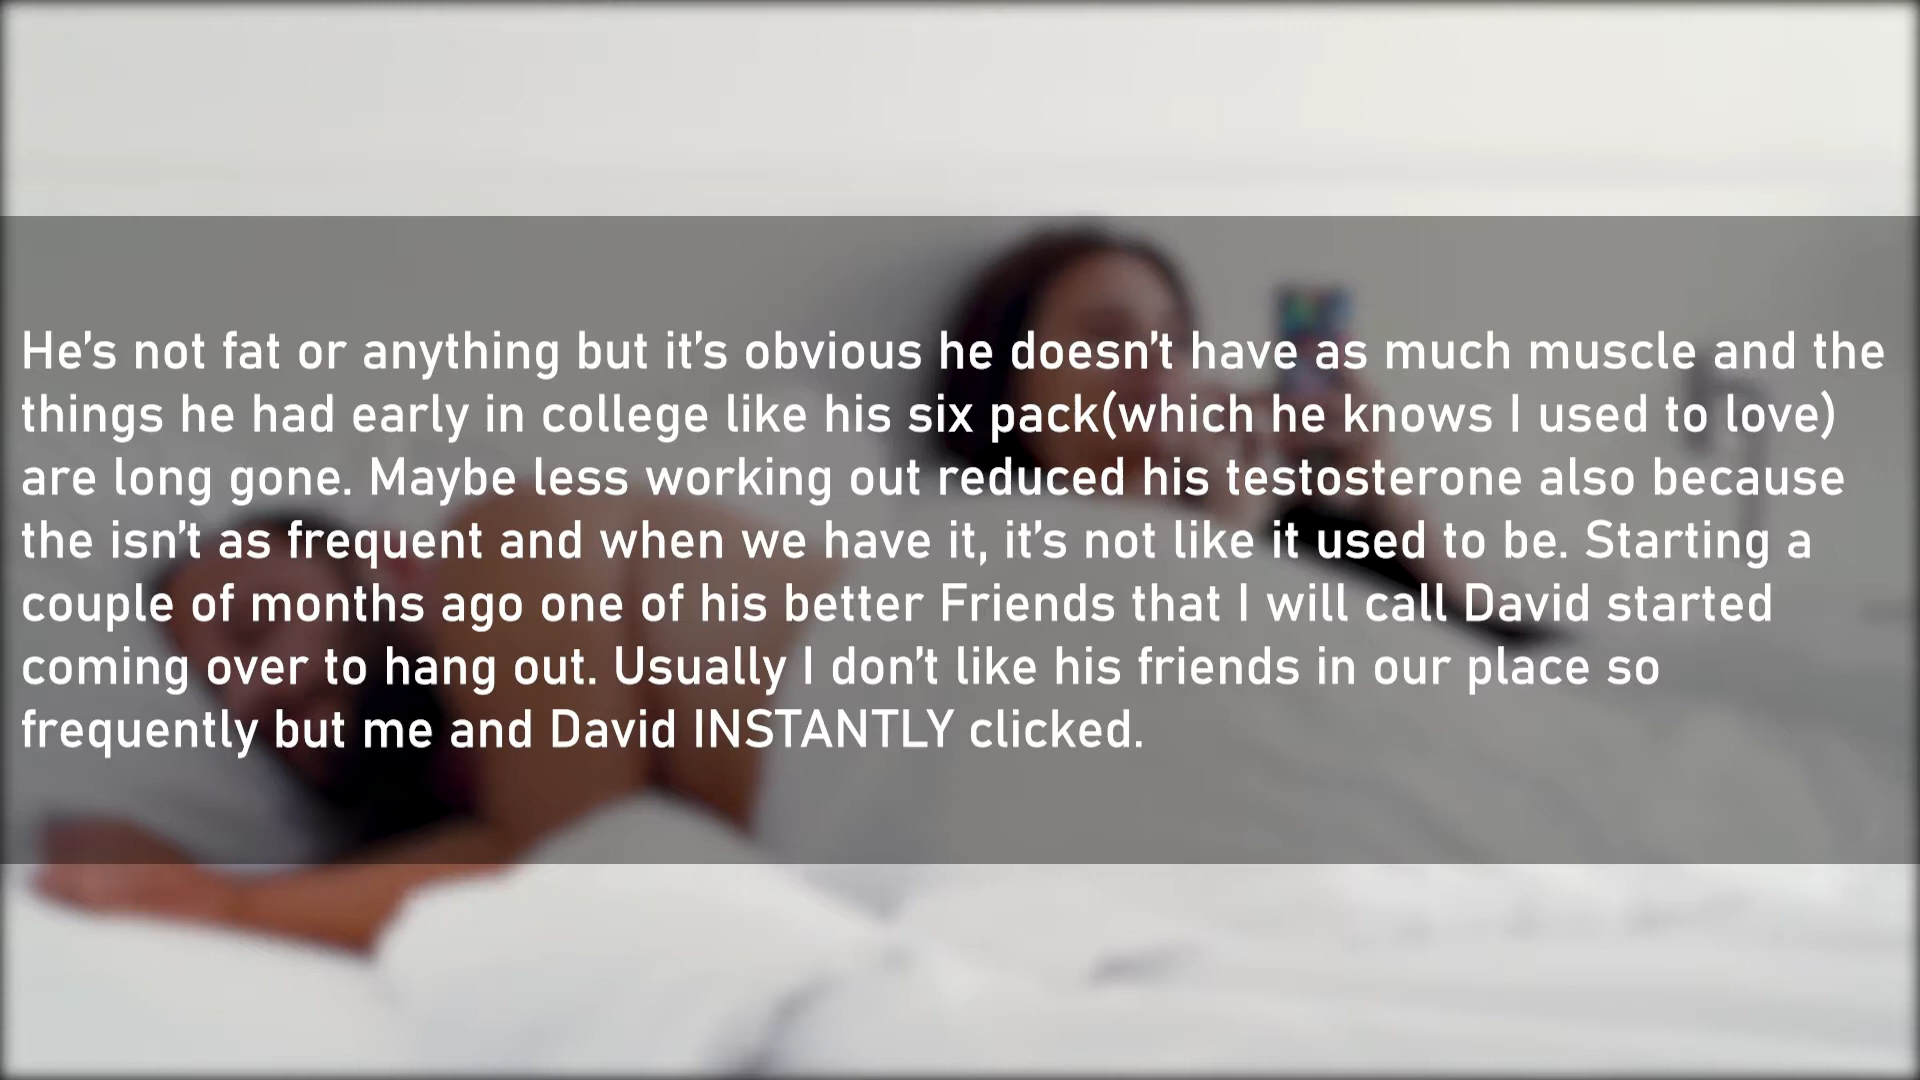 He's not fat or anything but it's obvious he doesn't have as much muscle and the
things he had early in college like his six pack(which he knows I used to love)
are long gone. Maybe less working out reduced his testosterone also because
the isn't as frequent and when we have it, it's not like it used to be. Starting a
couple of months ago one of his better Friends that I will call David started
coming over to hang out. Usually I don't like his friends in our place so
frequently but me and David INSTANTLY clicked.